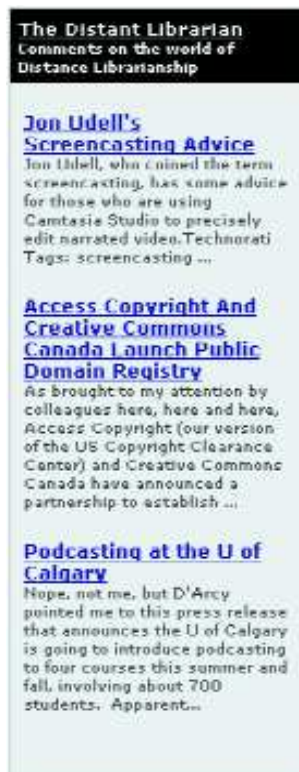 The Distant Librarian
Comments on the world of
Distance Librarianship
Jon Udell's
Screencasting Advice
Jon Udell, who coined the term
screencasting, has some advice
for those who are using
Camtasia Studio to precisely
edit narrated video.Technorati
Tags: screencasting ...
Access Copyright And
Creative Commons
Canada Launch Public
Domain Registry
As brought to my attention by
colleagues here, here and here,
Access Copyright (our version
of the US Copyright Clearance
Center) and Creative Commons
Canada have announced a
partnership to establish ...
Podcasting at the U of
Calgary
Nope, not me, but D'Arcy
pointed me to this press release
that announces the U of Calgary
is going to introduce podcasting
to four courses this summer and
fall, involving about 700
students. Apparent...